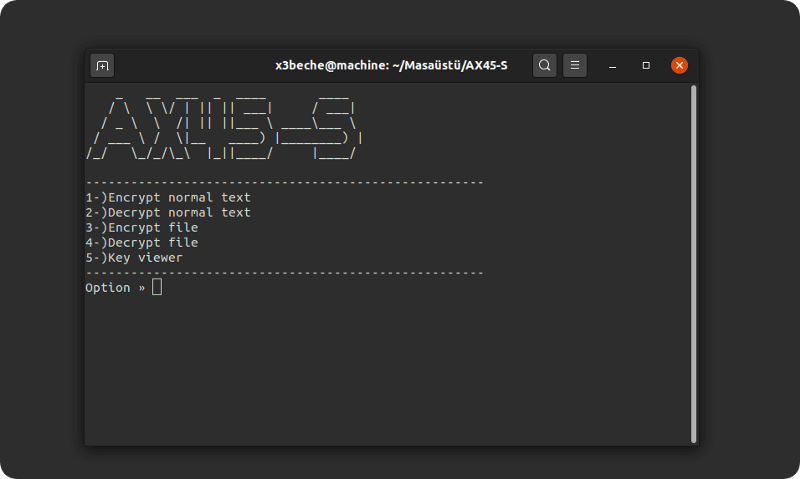 x3beche@machine: ~/Masaüstü/AX45-S
AX45-S
----------------------------------------------------
1-)Encrypt normal text
2-)Decrypt normal text
3-)Encrypt file
4-)Decrypt file
5-)Key viewer
----------------------------------------------------
Option »